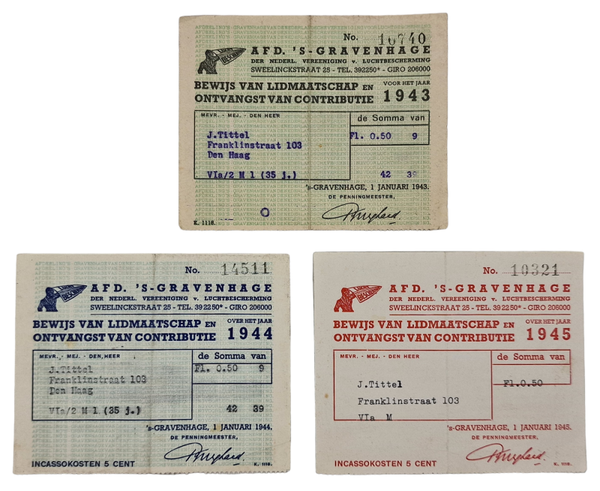 No. 10740
AFD. 'S-GRAVENHAGE
DER NEDERL. VEREENIGING v. LUCHTBESCHERMING
SWEELINCKSTRAAT 25 - TEL. 392250* - GIRO 206000
BEWIJS VAN LIDMAATSCHAP EN
ONTVANGST VAN CONTRIBUTIE
VOOR HET JAAR
1943
MEVR. - MEJ. - DEN HEER
de Somma van
J.Tittel
Fl. 0.50 9
Franklinstraat 103
Den Haag
VIa/2 M 1 (35 j.)
42 39
's-GRAVENHAGE, 1 JANUARI 1943.
DE PENNINGMEESTER,
K. 1118.
No. 14511
AFD. 'S-GRAVENHAGE
DER NEDERL. VEREENIGING v. LUCHTBESCHERMING
SWEELINCKSTRAAT 25 - TEL. 392250* - GIRO 206000
BEWIJS VAN LIDMAATSCHAP EN
ONTVANGST VAN CONTRIBUTIE
OVER HET JAAR
1944
MEVR. - MEJ. - DEN HEER
de Somma van
J.Tittel
Fl. 0.50 9
Franklinstraat 103
Den Haag
VIa/2 M 1 (35 j.)
42 39
's-GRAVENHAGE, 1 JANUARI 1944.
DE PENNINGMEESTER,
INCASSOKOSTEN 5 CENT
K. 1118.
No. 10321
AFD. 'S-GRAVENHAGE
DER NEDERL. VEREENIGING v. LUCHTBESCHERMING
SWEELINCKSTRAAT 25 - TEL. 392250* - GIRO 206000
BEWIJS VAN LIDMAATSCHAP EN
ONTVANGST VAN CONTRIBUTIE
OVER HET JAAR
1945
MEVR. - MEJ. - DEN HEER
de Somma van
J.Tittel
Fl.0.50
Franklinstraat 103
VIa M
's-GRAVENHAGE, 1 JANUARI 1945.
DE PENNINGMEESTER,
INCASSOKOSTEN 5 CENT
K. 1118.